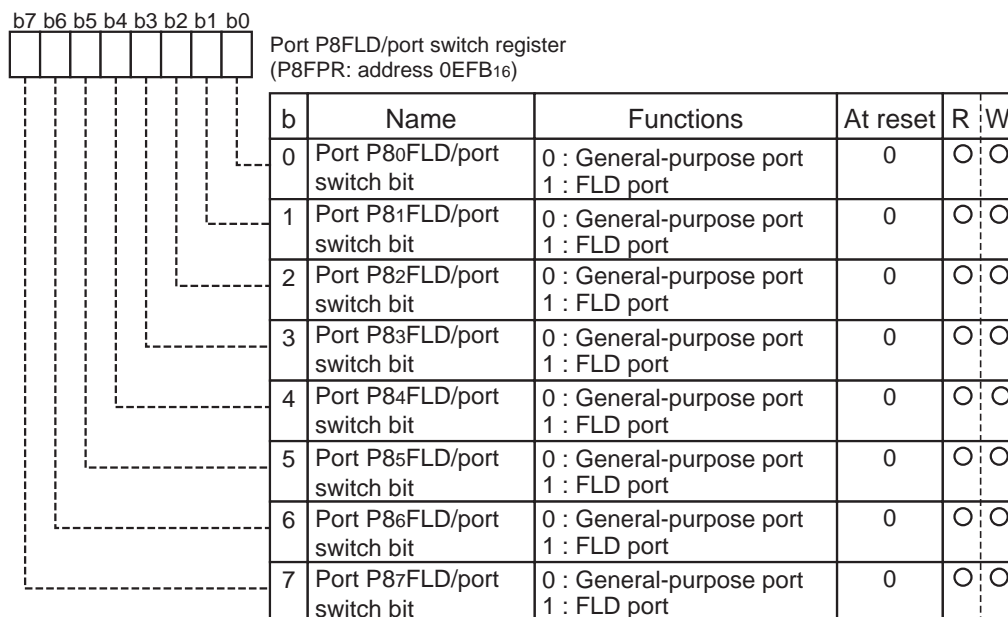 b7 b6 b5 b4 b3 b2 b1 b0
Port P8FLD/port switch register
(P8FPR: address 0EFB16)
b Name Functions At reset R W
0 Port P80FLD/port switch bit 0 : General-purpose port 0 O O
1 : FLD port
1 Port P81FLD/port switch bit 0 : General-purpose port 0 O O
1 : FLD port
2 Port P82FLD/port switch bit 0 : General-purpose port 0 O O
1 : FLD port
3 Port P83FLD/port switch bit 0 : General-purpose port 0 O O
1 : FLD port
4 Port P84FLD/port switch bit 0 : General-purpose port 0 O O
1 : FLD port
5 Port P85FLD/port switch bit 0 : General-purpose port 0 O O
1 : FLD port
6 Port P86FLD/port switch bit 0 : General-purpose port 0 O O
1 : FLD port
7 Port P87FLD/port switch bit 0 : General-purpose port 0 O O
1 : FLD port